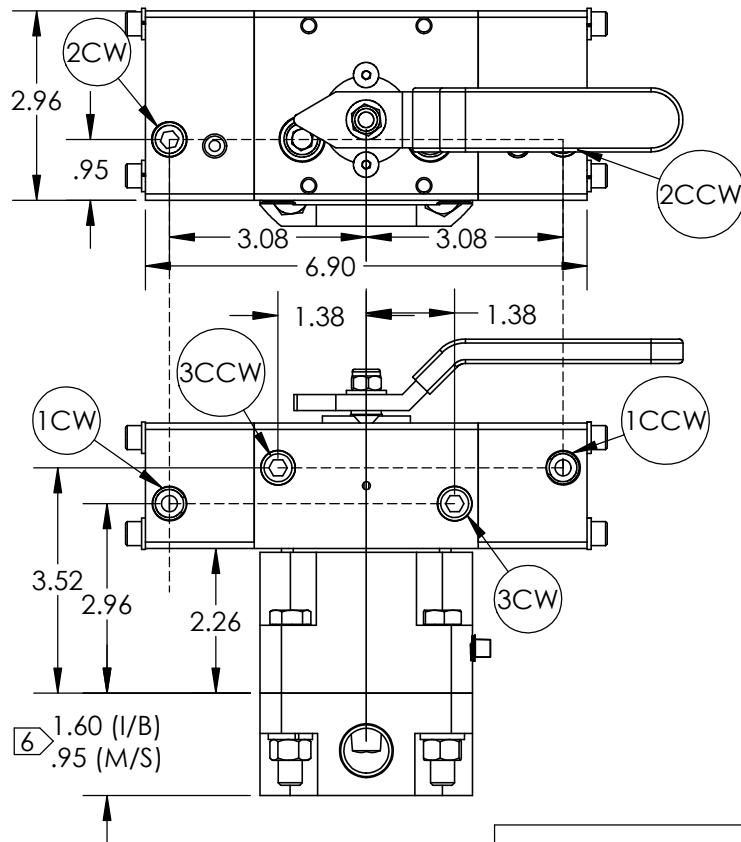 2CW
2.96
.95
2CCW
3.08 3.08
6.90
1.38 1.38
3CCW
1CW
1CCW
3.52
2.96
2.26
3CW
6 1.60 (I/B)
.95 (M/S)